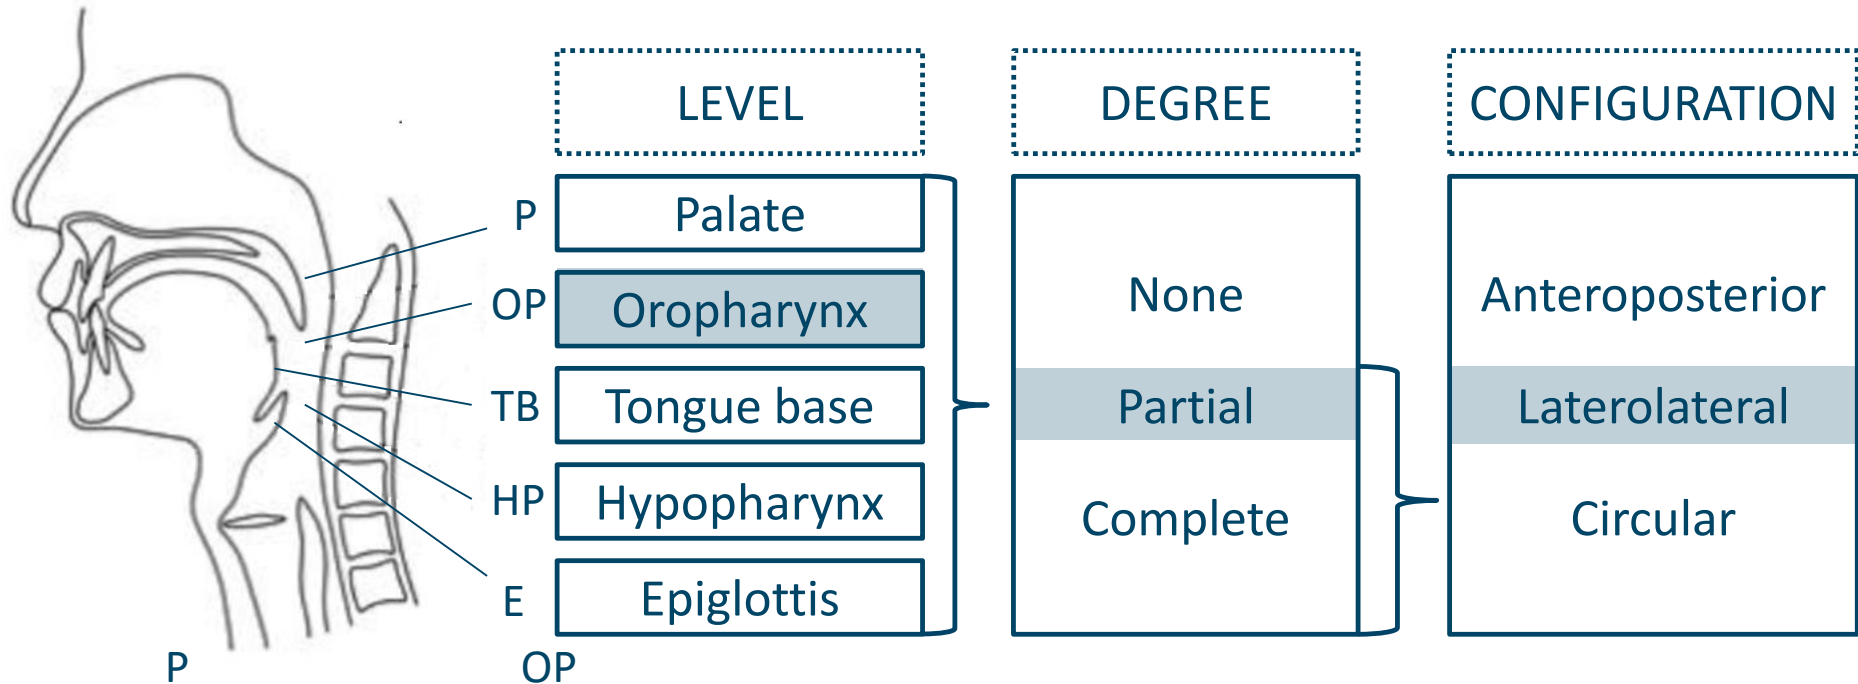 LEVEL
DEGREE
CONFIGURATION
P
Palate
OP
Oropharynx
TB
Tongue base
HP
Hypopharynx
E
Epiglottis
None
Partial
Complete
Anteroposterior
Laterolateral
Circular
P
OP